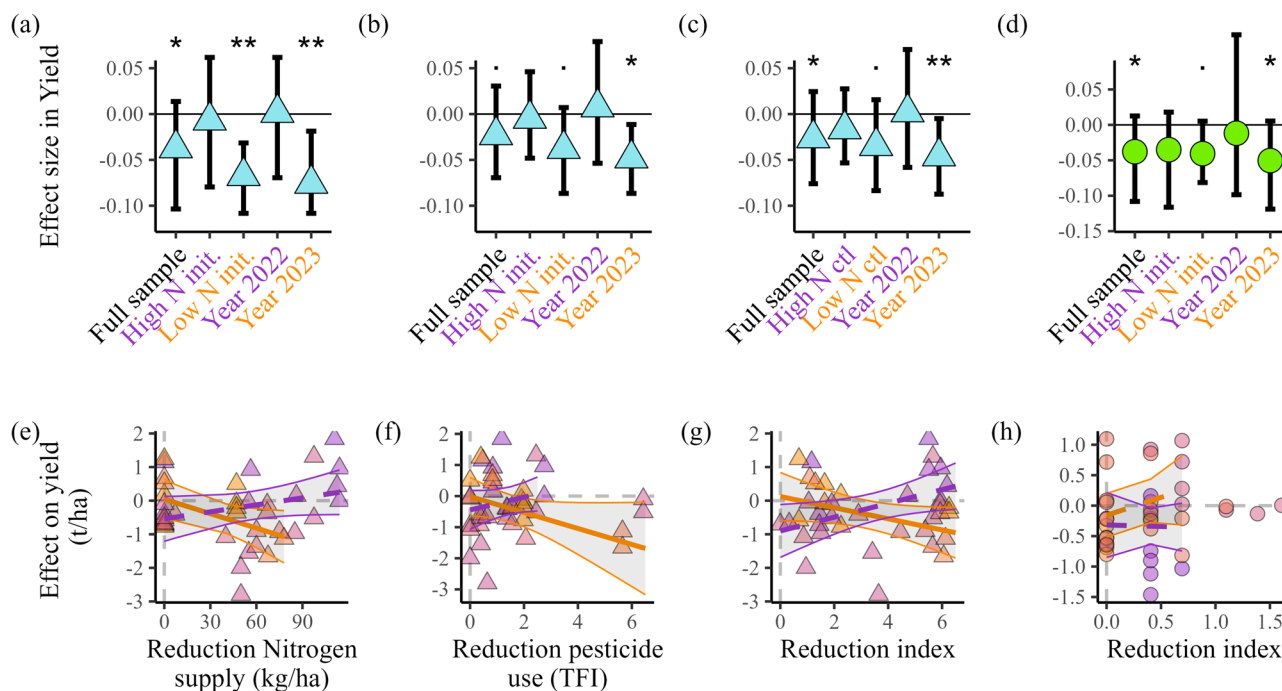 (a) (b) (c) (d)
Effect size in Yield
* ** **
0.05
0.00
-0.05
-0.10
Full sample
High N init.
Low N init.
Year 2022
Year 2023
. . *
0.05
0.00
-0.05
-0.10
Full sample
High N init.
Low N init.
Year 2022
Year 2023
* . **
0.05
0.00
-0.05
-0.10
Full sample
High N ctl
Low N ctl
Year 2022
Year 2023
* . *
0.05
0.00
-0.05
-0.10
-0.15
Full sample
High N init.
Low N init.
Year 2022
Year 2023
(e) (f) (g) (h)
Effect on yield
(t/ha)
2
1
0
-1
-2
-3
0 30 60 90
Reduction Nitrogen
supply (kg/ha)
2
1
0
-1
-2
-3
0 2 4 6
Reduction pesticide
use (TFI)
2
1
0
-1
-2
-3
0 2 4 6
Reduction index
1.0
0.5
0.0
-0.5
-1.0
-1.5
0.0 0.5 1.0 1.5
Reduction index